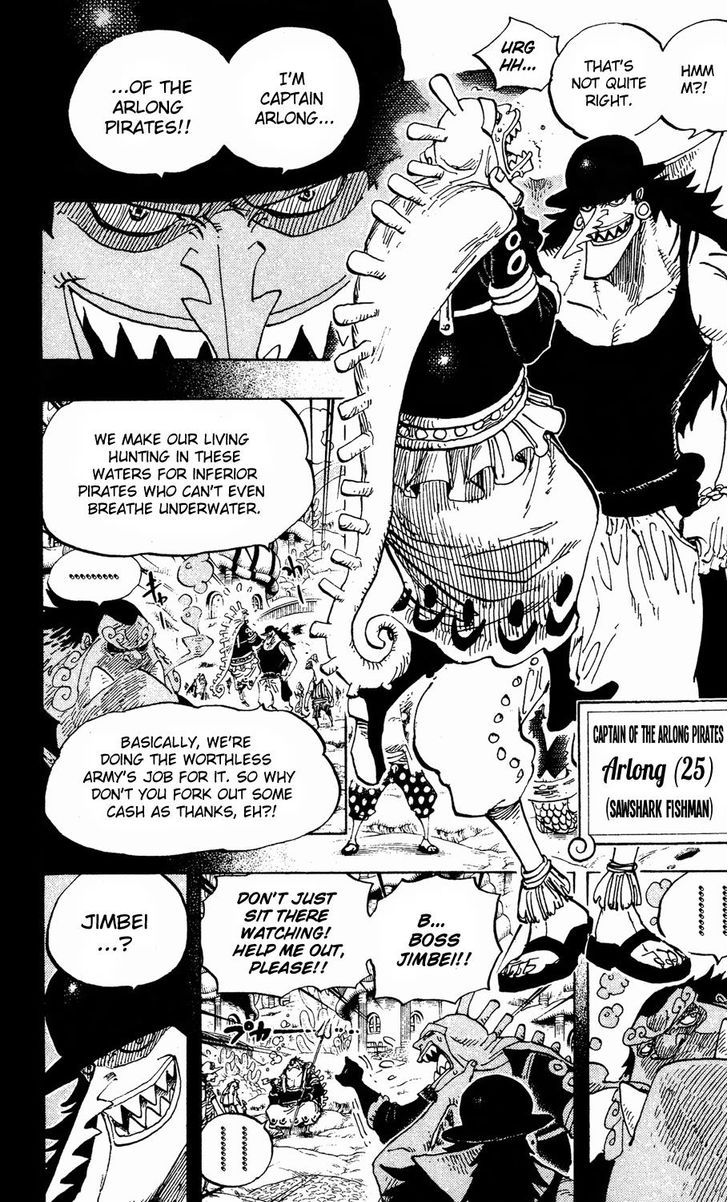 HMM
M?!
THAT'S
NOT QUITE
RIGHT.
URG
HH...
I'M
CAPTAIN
ARLONG...
...OF THE
ARLONG
PIRATES!!
CAPTAIN OF THE ARLONG PIRATES
Arlong (25)
(SAWSHARK FISHMAN)
WE MAKE OUR LIVING
HUNTING IN THESE
WATERS FOR INFERIOR
PIRATES WHO CAN'T EVEN
BREATHE UNDERWATER.
..........
BASICALLY, WE'RE
DOING THE WORTHLESS
ARMY'S JOB FOR IT. SO WHY
DON'T YOU FORK OUT SOME
CASH AS THANKS, EH?!
B...
BOSS
JIMBEI!!
DON'T JUST
SIT THERE
WATCHING!
HELP ME OUT,
PLEASE!!
プカー
JIMBEI
...?